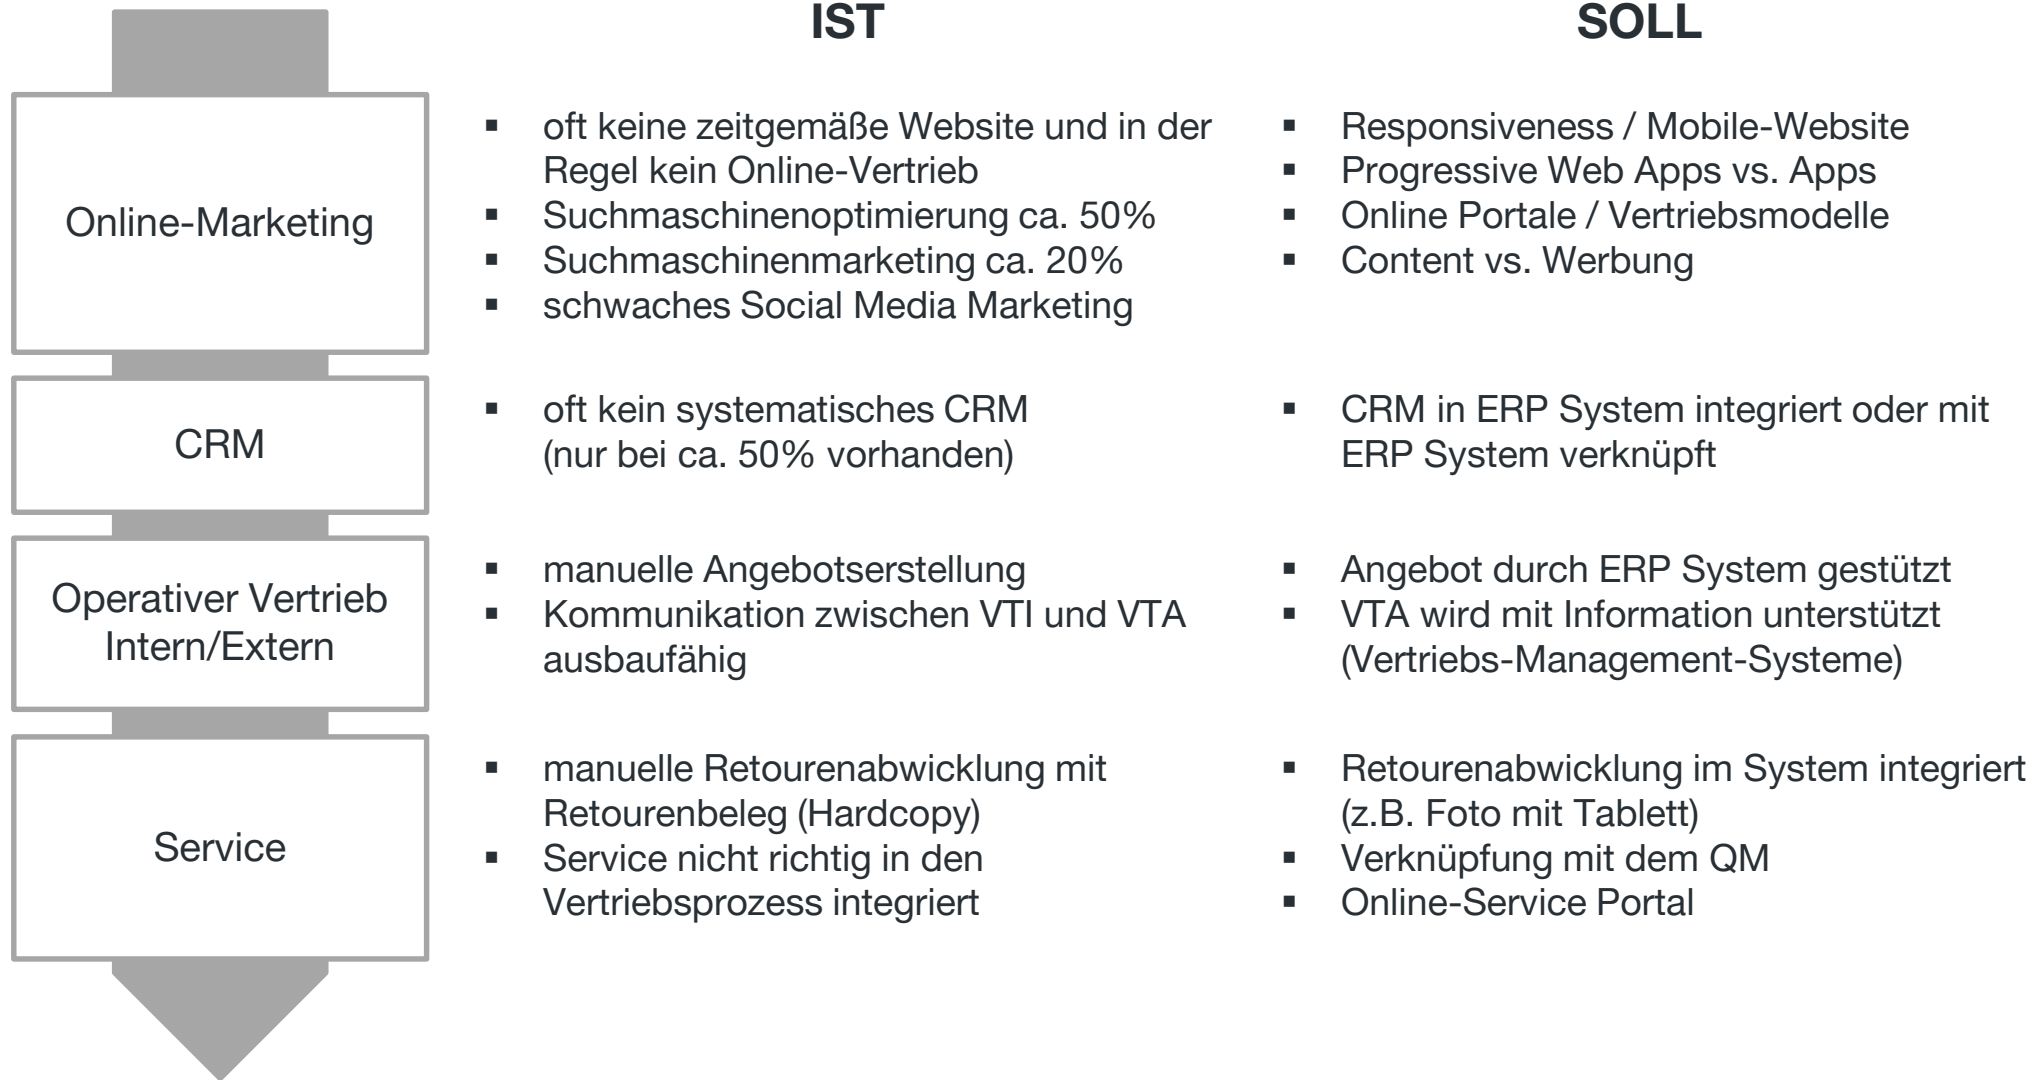 IST
SOLL
Online-Marketing
▪ oft keine zeitgemäße Website und in der
Regel kein Online-Vertrieb
▪ Suchmaschinenoptimierung ca. 50%
▪ Suchmaschinenmarketing ca. 20%
▪ schwaches Social Media Marketing
▪ Responsiveness / Mobile-Website
▪ Progressive Web Apps vs. Apps
▪ Online Portale / Vertriebsmodelle
▪ Content vs. Werbung
CRM
▪ oft kein systematisches CRM
(nur bei ca. 50% vorhanden)
▪ CRM in ERP System integriert oder mit
ERP System verknüpft
Operativer Vertrieb
Intern/Extern
▪ manuelle Angebotserstellung
▪ Kommunikation zwischen VTI und VTA
ausbaufähig
▪ Angebot durch ERP System gestützt
▪ VTA wird mit Information unterstützt
(Vertriebs-Management-Systeme)
Service
▪ manuelle Retourenabwicklung mit
Retourenbeleg (Hardcopy)
▪ Service nicht richtig in den
Vertriebsprozess integriert
▪ Retourenabwicklung im System integriert
(z.B. Foto mit Tablett)
▪ Verknüpfung mit dem QM
▪ Online-Service Portal